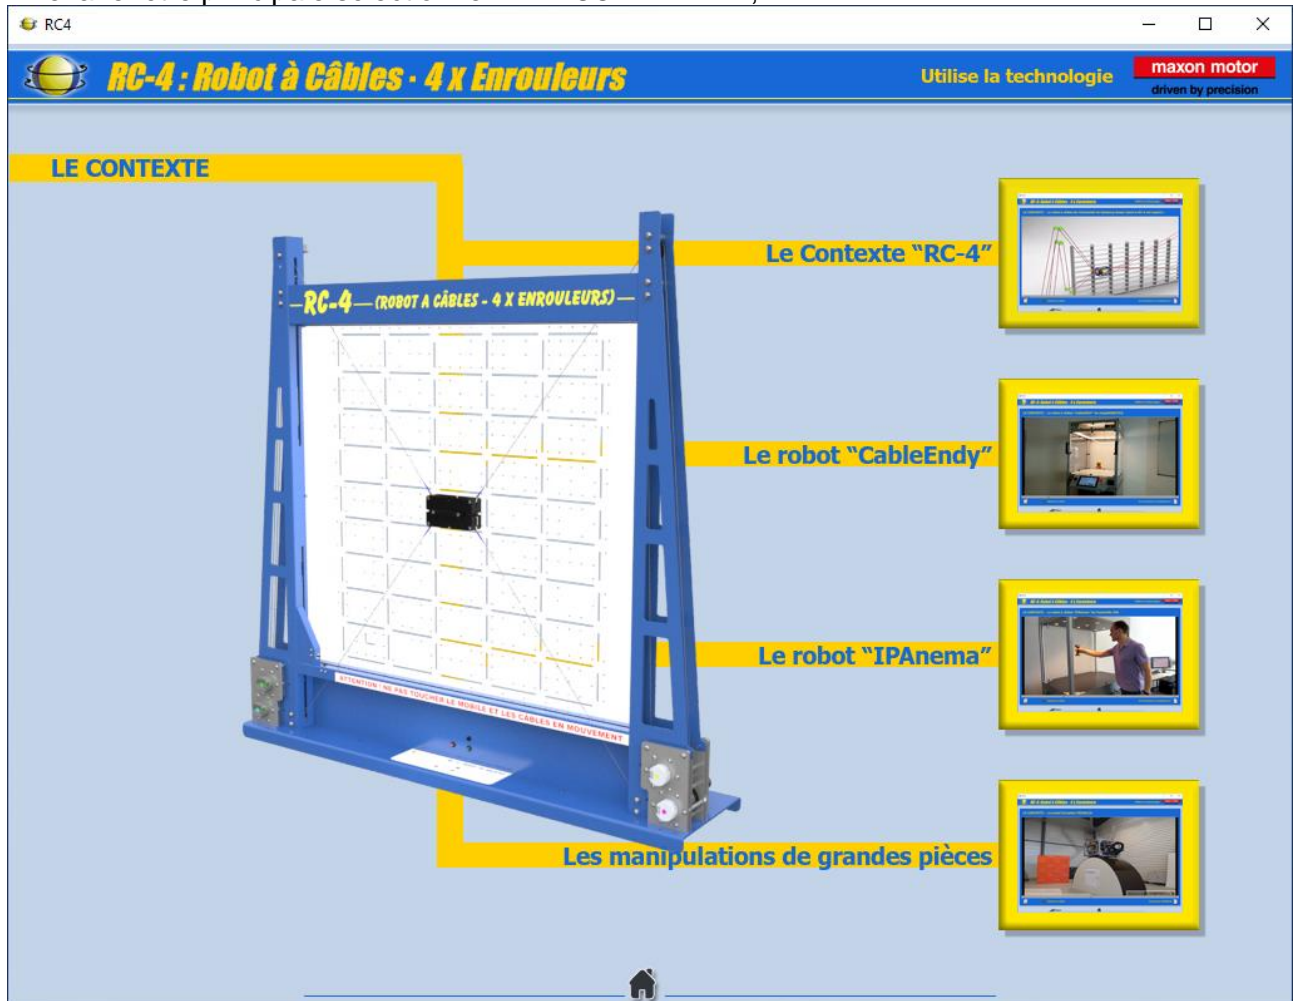 RC4
RC-4 : Robot à Câbles - 4 x Enrouleurs
Utilise la technologie
maxon motor
driven by precision
LE CONTEXTE
Le Contexte “RC-4”
RC-4 (ROBOT A CÂBLES - 4 X ENROULEURS)
Le robot “CableEndy”
Le robot “IPAnema”
ATTENTION : NE PAS TOUCHER LE MOBILE ET LES CÂBLES EN MOUVEMENT
Les manipulations de grandes pièces